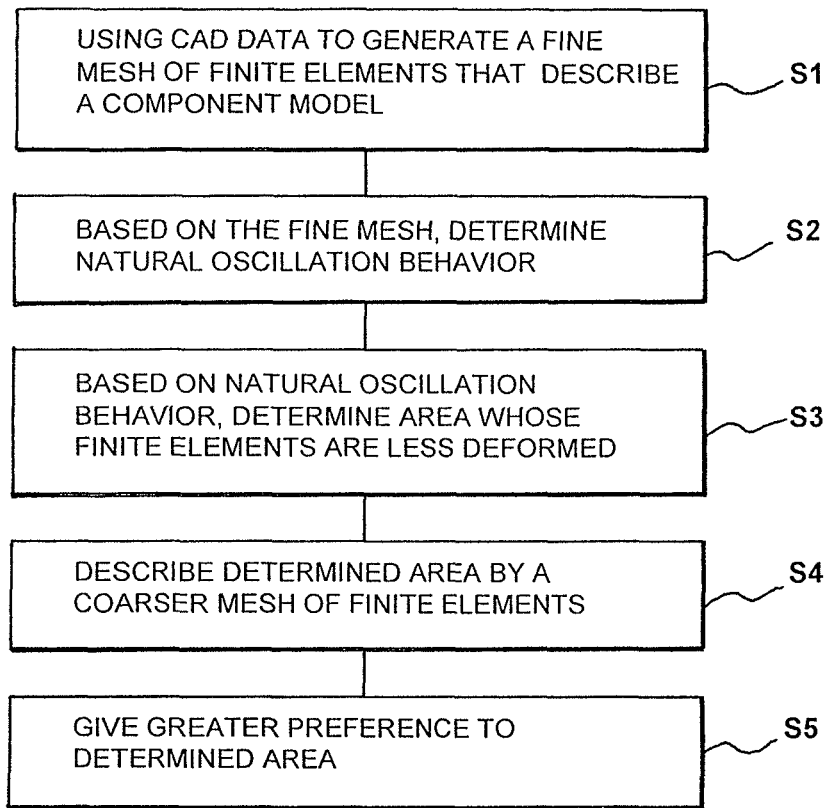 USING CAD DATA TO GENERATE A FINE
MESH OF FINITE ELEMENTS THAT DESCRIBE
A COMPONENT MODEL
S1
BASED ON THE FINE MESH, DETERMINE
NATURAL OSCILLATION BEHAVIOR
S2
BASED ON NATURAL OSCILLATION
BEHAVIOR, DETERMINE AREA WHOSE
FINITE ELEMENTS ARE LESS DEFORMED
S3
DESCRIBE DETERMINED AREA BY A
COARSER MESH OF FINITE ELEMENTS
S4
GIVE GREATER PREFERENCE TO
DETERMINED AREA
S5